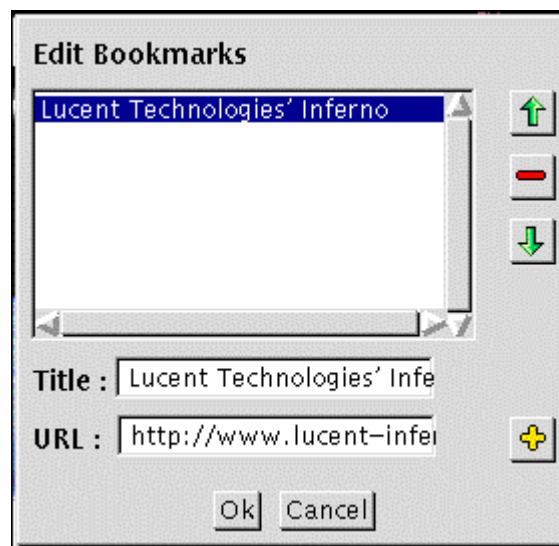 Edit Bookmarks
Lucent Technologies' Inferno
Title : Lucent Technologies' Infe
URL : http://www.lucent-infer
Ok Cancel